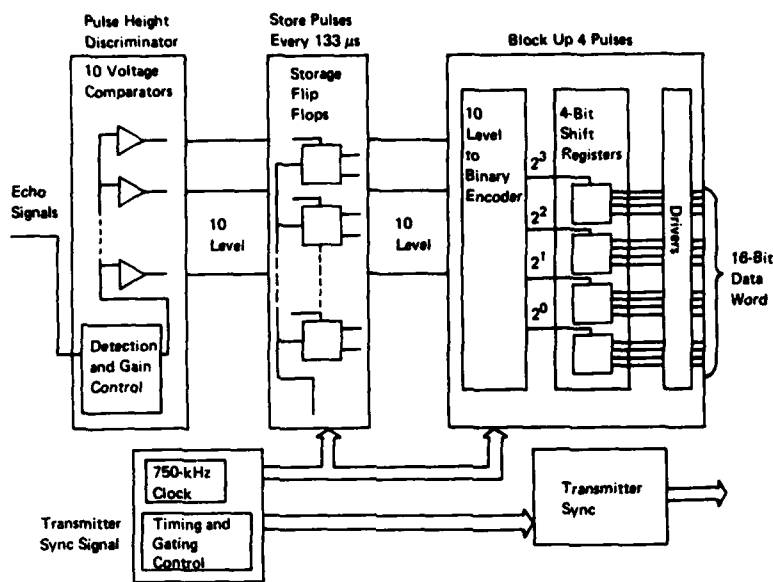 Pulse Height
Discriminator
Store Pulses
Every 133 μs
Block Up 4 Pulses
10 Voltage
Comparators
Storage
Flip
Flops
10
Level
to
Binary
Encoder
4-Bit
Shift
Registers
2³
2²
2¹
2⁰
Drivers
Echo
Signals
10
Level
10
Level
16-Bit
Data
Word
Detection
and Gain
Control
750-kHz
Clock
Transmitter
Sync Signal
Timing and
Gating
Control
Transmitter
Sync